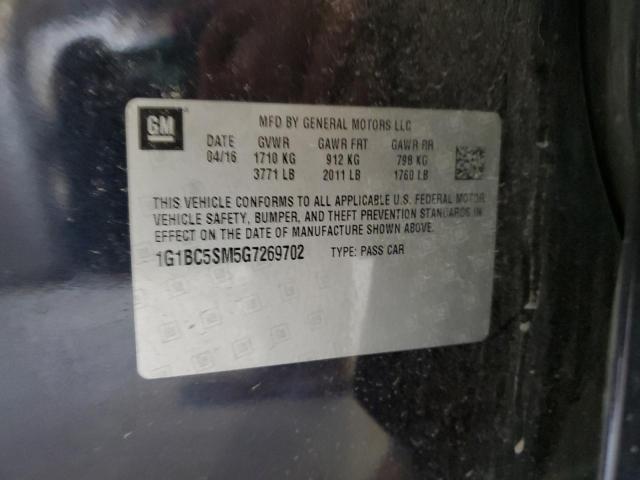 GM
MFD BY GENERAL MOTORS LLC
DATE GVWR GAWR FRT GAWR RR
04/16 1710 KG 912 KG 798 KG
3771 LB 2011 LB 1760 LB
THIS VEHICLE CONFORMS TO ALL APPLICABLE U.S. FEDERAL MOTOR
VEHICLE SAFETY, BUMPER, AND THEFT PREVENTION STANDARDS IN
EFFECT ON THE DATE OF MANUFACTURE SHOWN ABOVE.
1G1BC5SM5G7269702 TYPE: PASS CAR